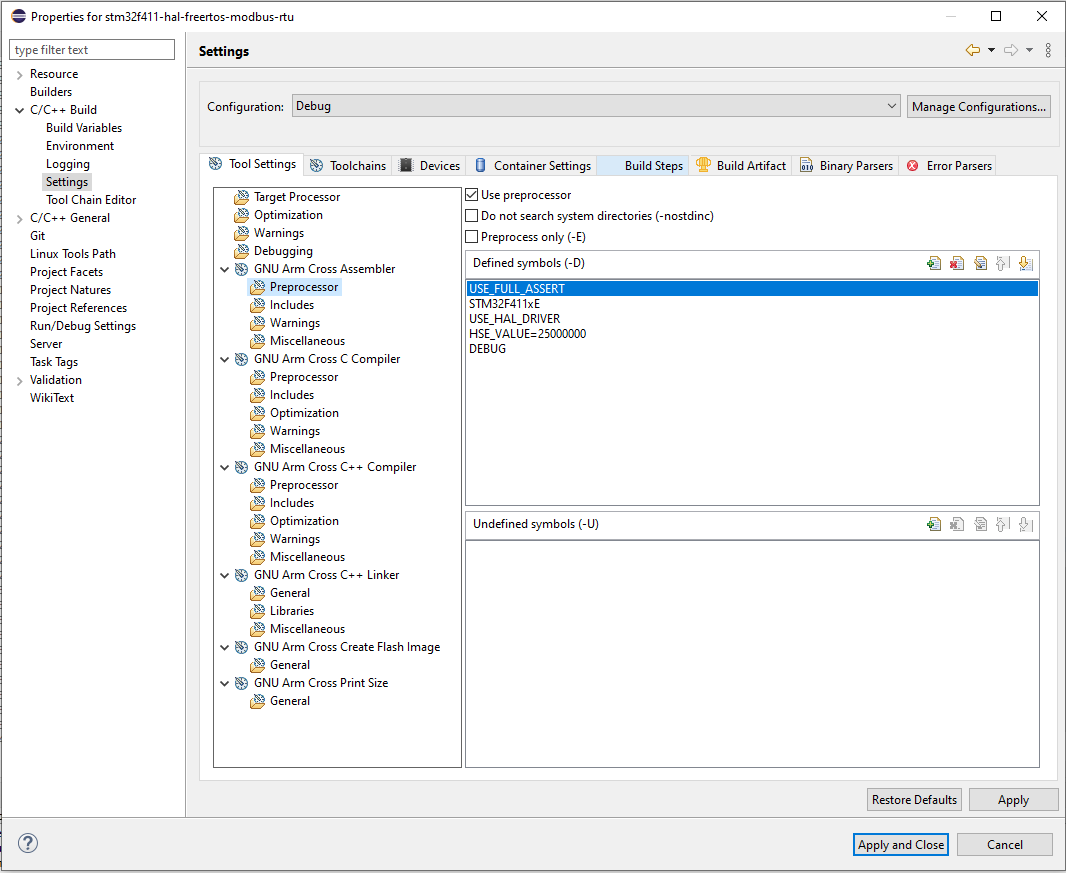 Properties for stm32f411-hal-freertos-modbus-rtu
type filter text
Resource
Builders
C/C++ Build
Build Variables
Environment
Logging
Settings
Tool Chain Editor
C/C++ General
Git
Linux Tools Path
Project Facets
Project Natures
Project References
Run/Debug Settings
Server
Task Tags
Validation
WikiText
Settings
Configuration: Debug Manage Configurations...
Tool Settings Toolchains Devices Container Settings Build Steps Build Artifact Binary Parsers Error Parsers
Target Processor
Optimization
Warnings
Debugging
GNU Arm Cross Assembler
Preprocessor
Includes
Warnings
Miscellaneous
GNU Arm Cross C Compiler
Preprocessor
Includes
Optimization
Warnings
Miscellaneous
GNU Arm Cross C++ Compiler
Preprocessor
Includes
Optimization
Warnings
Miscellaneous
GNU Arm Cross C++ Linker
General
Libraries
Miscellaneous
GNU Arm Cross Create Flash Image
General
GNU Arm Cross Print Size
General
Use preprocessor
Do not search system directories (-nostdinc)
Preprocess only (-E)
Defined symbols (-D)
USE_FULL_ASSERT
STM32F411xE
USE_HAL_DRIVER
HSE_VALUE=25000000
DEBUG
Undefined symbols (-U)
Restore Defaults Apply
Apply and Close Cancel